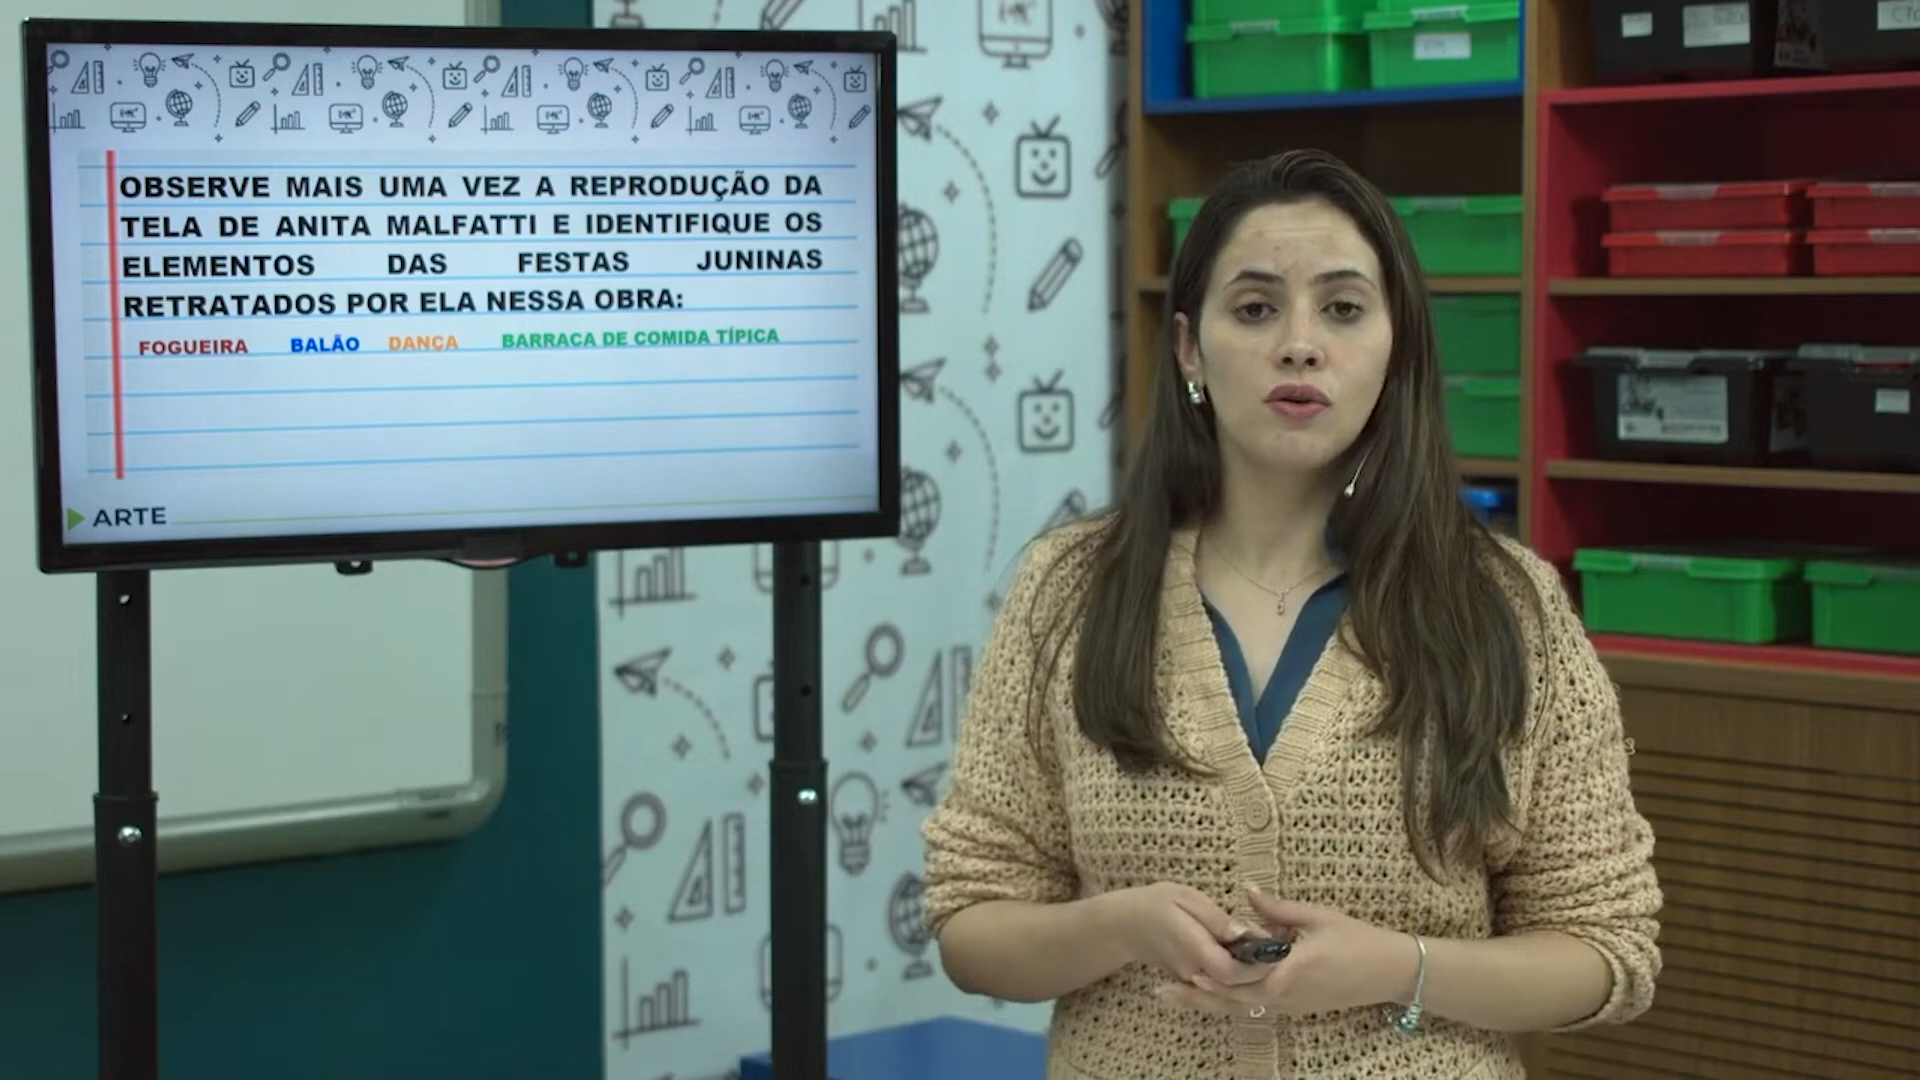 OBSERVE MAIS UMA VEZ A REPRODUÇÃO DA
TELA DE ANITA MALFATTI E IDENTIFIQUE OS
ELEMENTOS DAS FESTAS JUNINAS
RETRATADOS POR ELA NESSA OBRA:
FOGUEIRA BALÃO DANÇA BARRACA DE COMIDA TÍPICA
ARTE